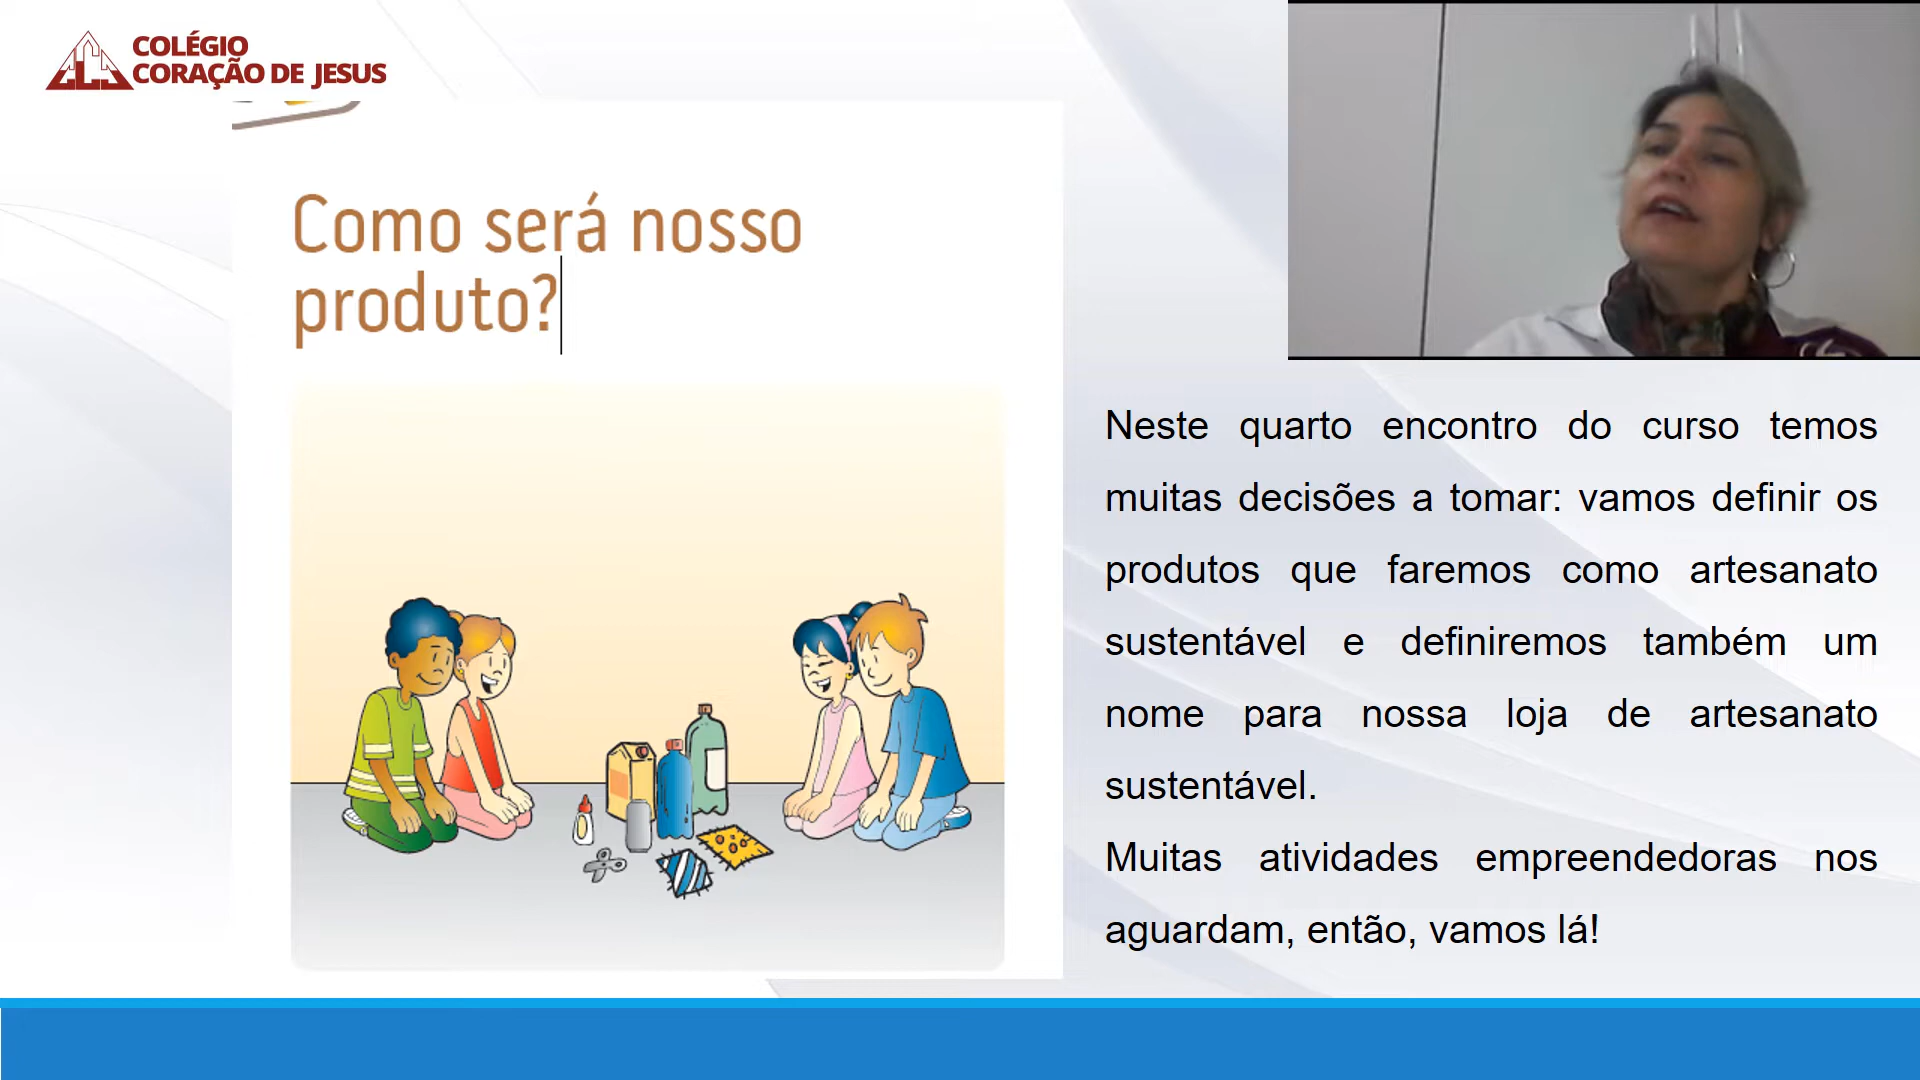 COLÉGIO
CORAÇÃO DE JESUS
Como será nosso
produto?
Neste quarto encontro do curso temos
muitas decisões a tomar: vamos definir os
produtos que faremos como artesanato
sustentável e definiremos também um
nome para nossa loja de artesanato
sustentável.
Muitas atividades empreendedoras nos
aguardam, então, vamos lá!